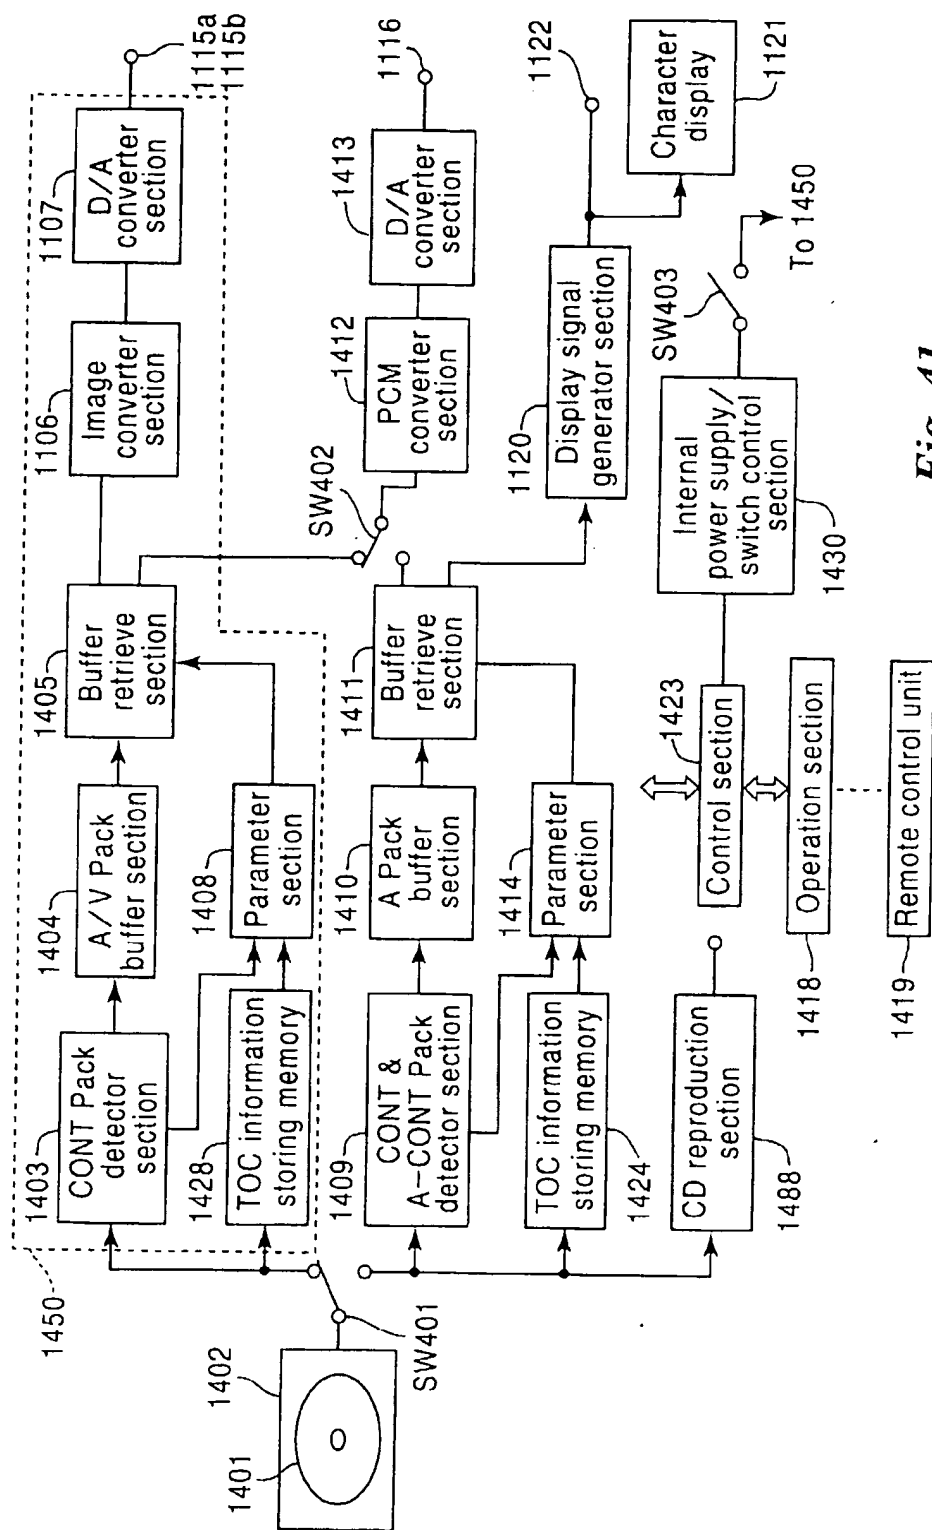 1450
1403
CONT Pack
detector
section
1404
A/V Pack
buffer section
1405
Buffer
retrieve
section
1106
Image
converter
section
1107
D/A
converter
section
1115a
1115b
1428
TOC information
storing memory
1408
Parameter
section
1402
1401
SW401
1409
CONT &
A-CONT Pack
detector section
1410
A Pack
buffer
section
1411
Buffer
retrieve
section
SW402
1412
PCM
converter
section
1413
D/A
converter
section
1116
TOC information
storing memory
1424
1414
Parameter
section
1120
Display signal
generator section
1122
Character
display
1121
CD reproduction
section
1488
1423
Control section
Internal
power supply/
switch control
section
1430
SW403
To 1450
1418
Operation section
1419
Remote control unit